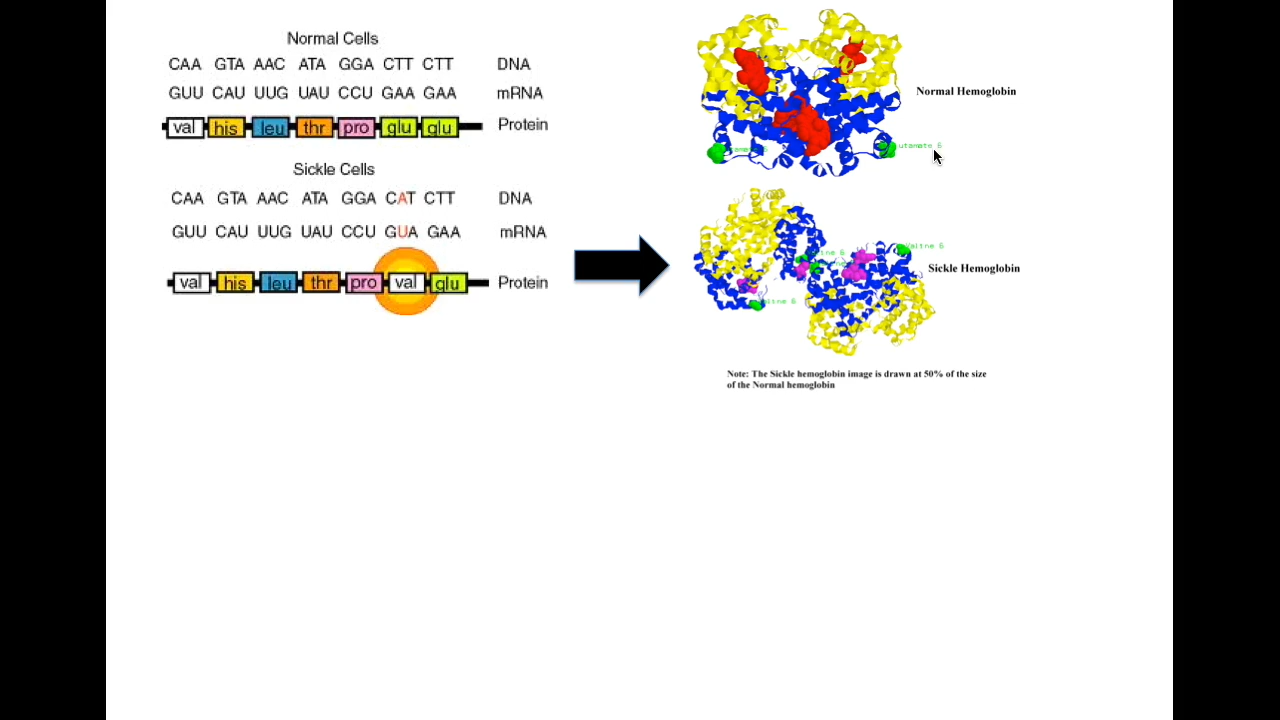 Normal Cells
CAA GTA AAC ATA GGA CTT CTT DNA
GUU CAU UUG UAU CCU GAA GAA mRNA
val his leu thr pro glu glu Protein
Sickle Cells
CAA GTA AAC ATA GGA CAT CTT DNA
GUU CAU UUG UAU CCU GUA GAA mRNA
val his leu thr pro val glu Protein
Normal Hemoglobin
Valine 6
Sickle Hemoglobin
Note: The Sickle hemoglobin image is drawn at 50% of the size
of the Normal hemoglobin